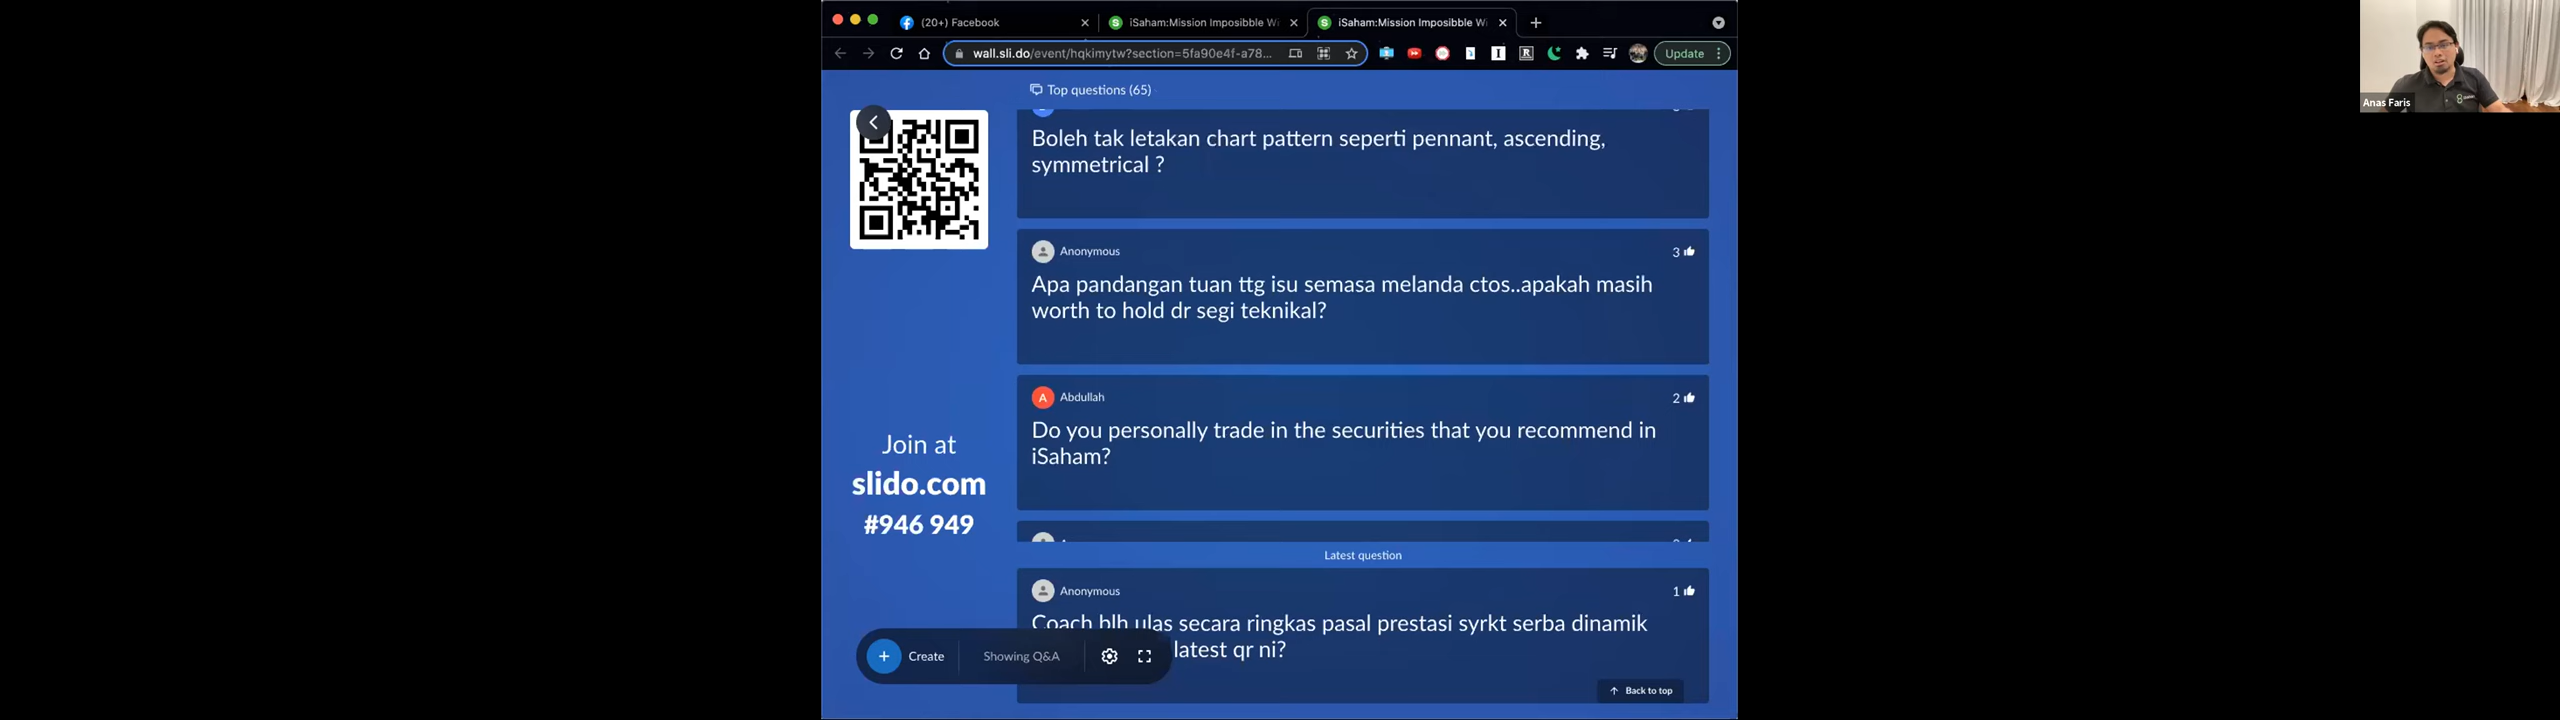 (20+) Facebook
iSaham:Mission Imposibble Wi
iSaham:Mission Imposibble Wi
wall.sli.do/event/hqkimytw?section=5fa90e4f-a78...
Update
Top questions (65)
Boleh tak letakan chart pattern seperti pennant, ascending,
symmetrical ?
Anonymous
3
Apa pandangan tuan ttg isu semasa melanda ctos..apakah masih
worth to hold dr segi teknikal?
A
Abdullah
2
Do you personally trade in the securities that you recommend in
iSaham?
Join at
slido.com
#946 949
Latest question
Anonymous
1
Coach blh ulas secara ringkas pasal prestasi syrkt serba dinamik
latest qr ni?
Create
Showing Q&A
Back to top
Anas Faris